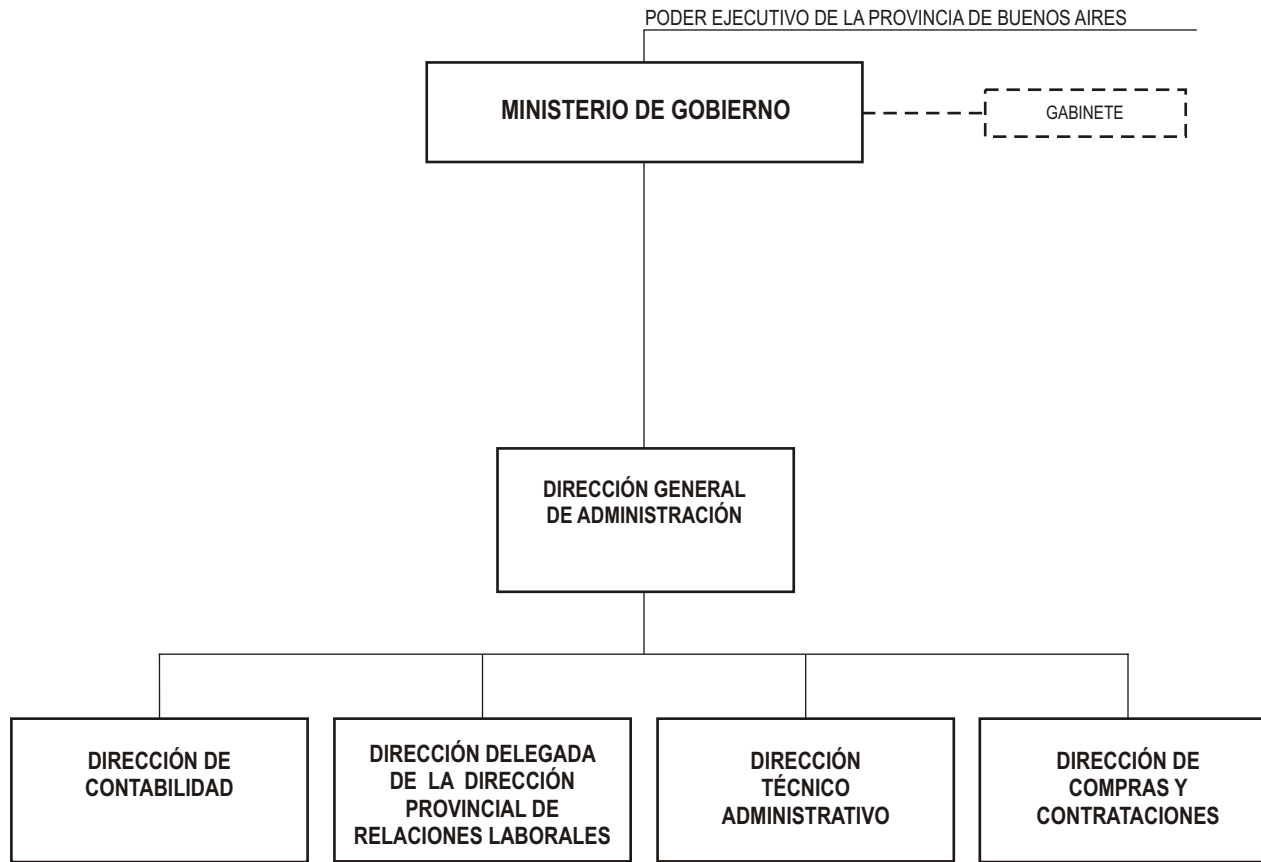 PODER EJECUTIVO DE LA PROVINCIA DE BUENOS AIRES
MINISTERIO DE GOBIERNO
GABINETE
DIRECCIÓN GENERAL
DE ADMINISTRACIÓN
DIRECCIÓN DE
CONTABILIDAD
DIRECCIÓN DELEGADA
DE LA DIRECCIÓN
PROVINCIAL DE
RELACIONES LABORALES
DIRECCIÓN
TÉCNICO
ADMINISTRATIVO
DIRECCIÓN DE
COMPRAS Y
CONTRATACIONES